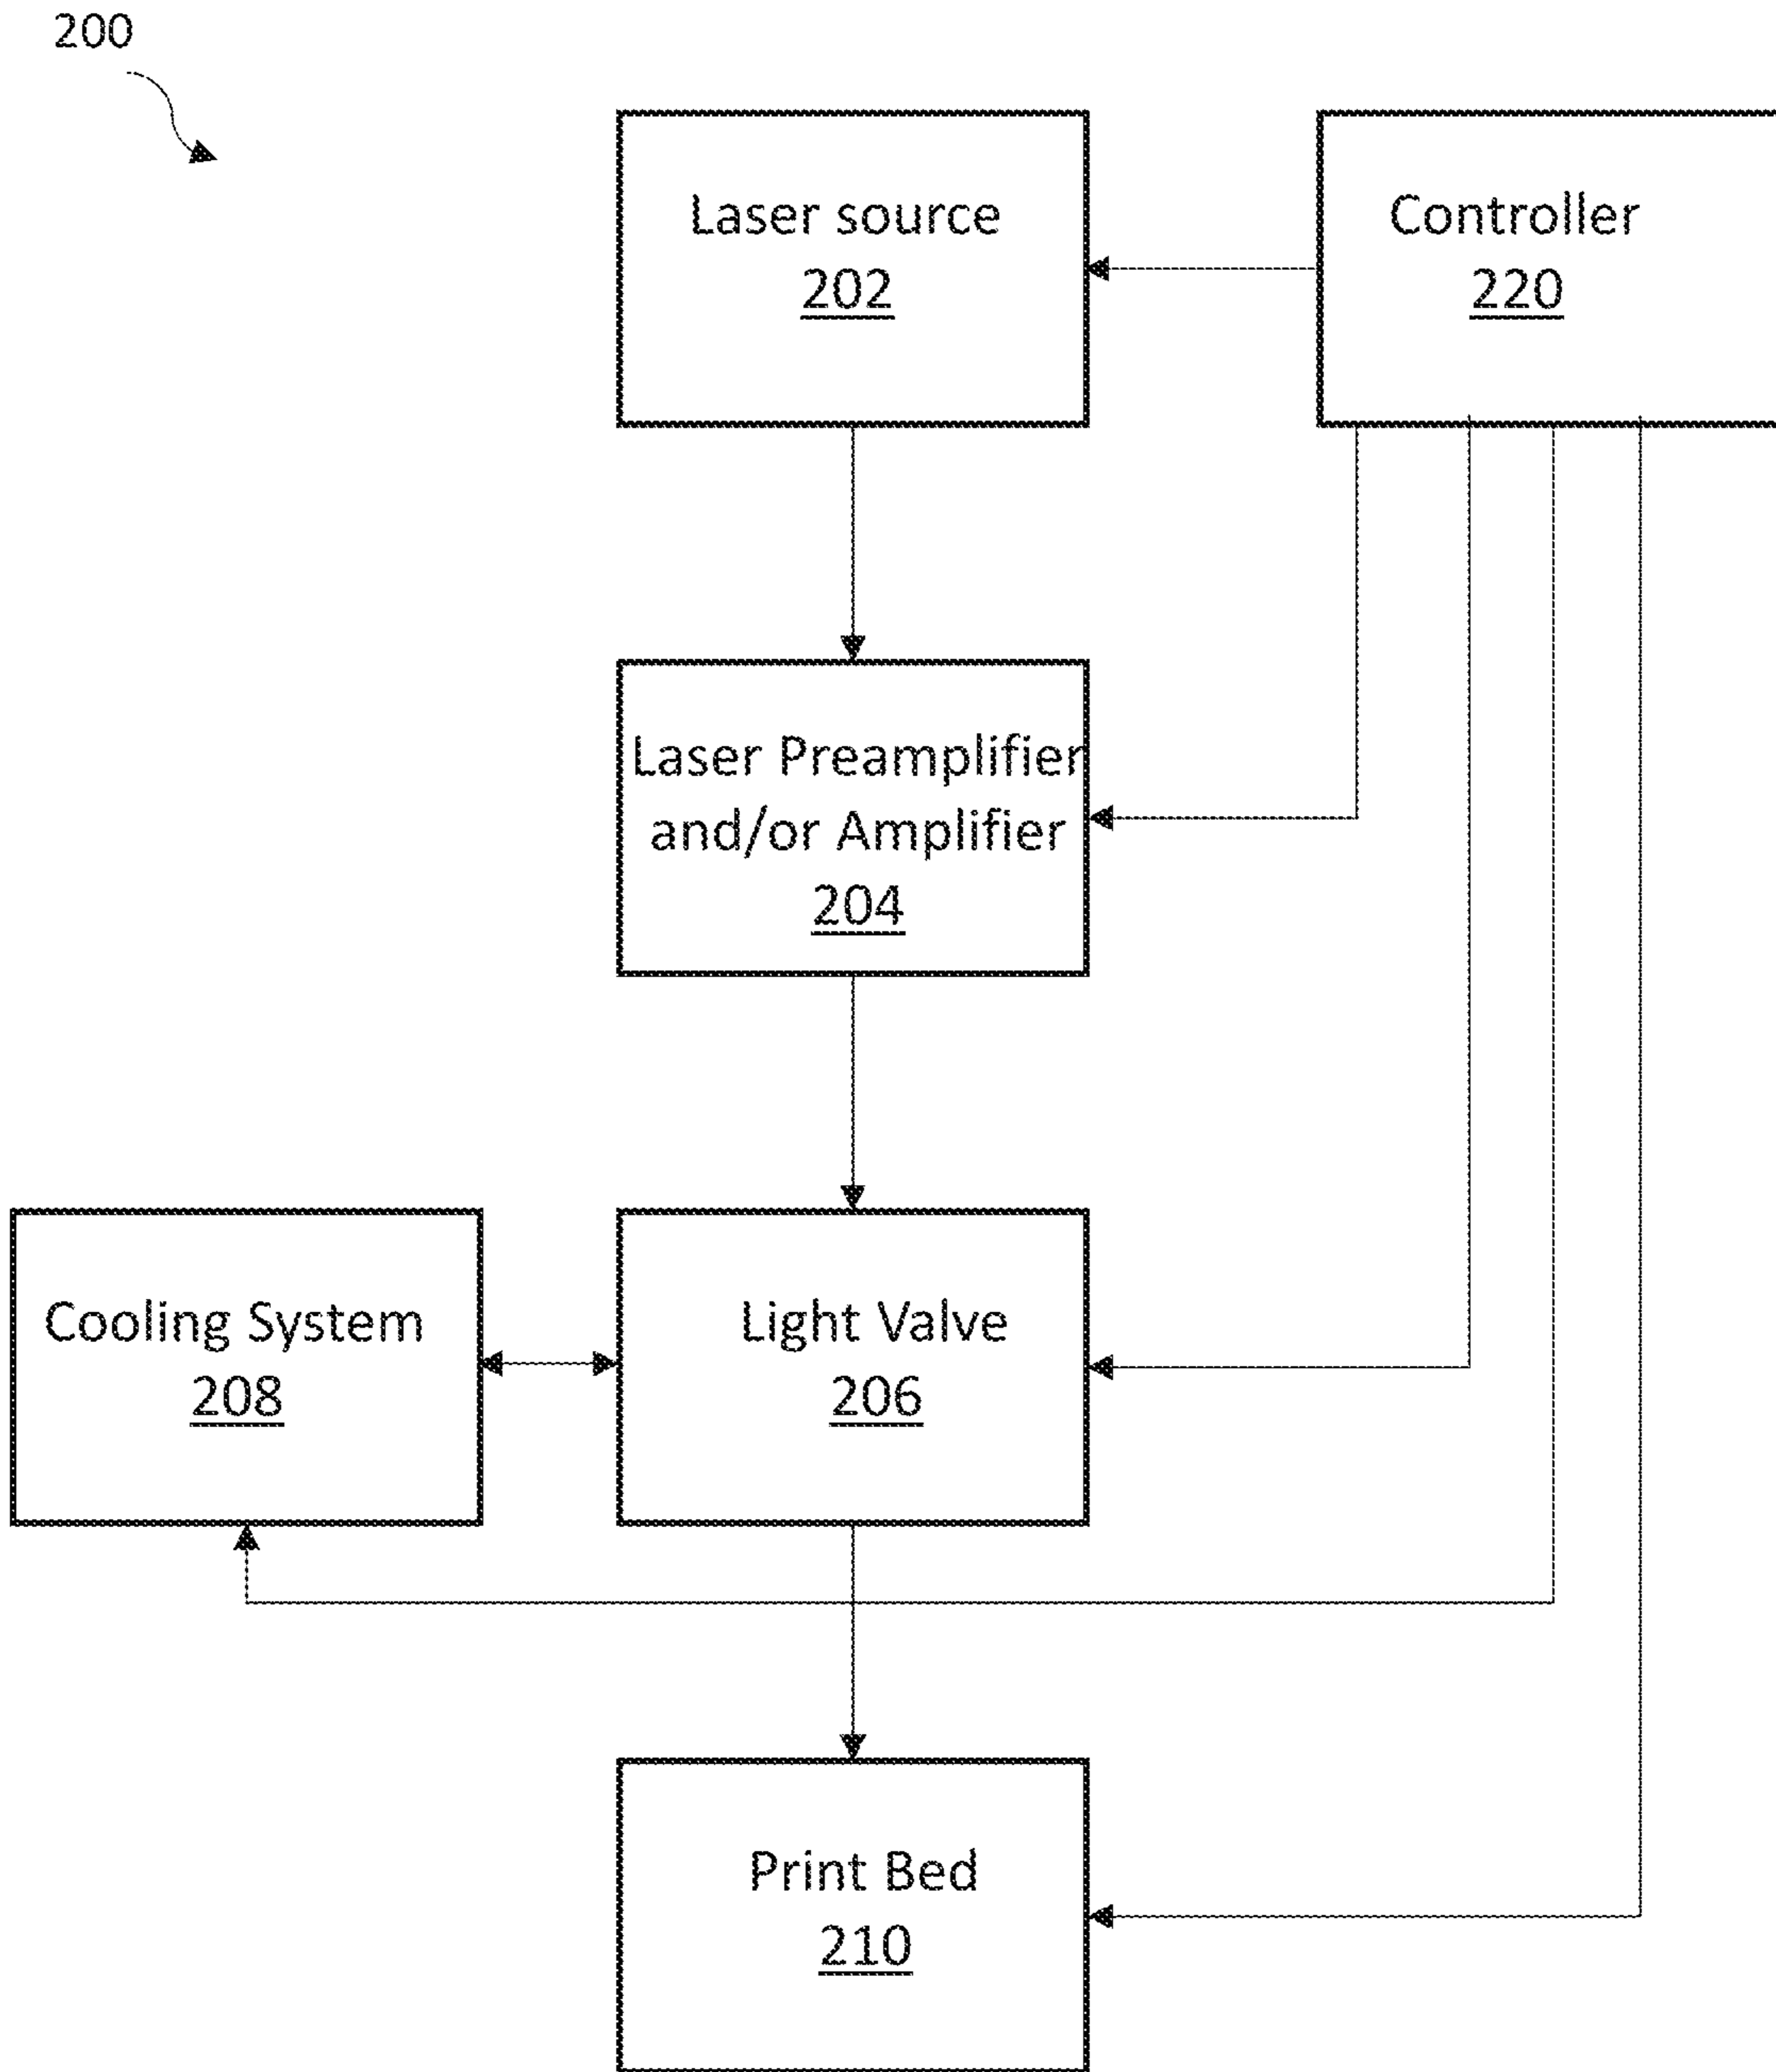 200
Laser source
202
Controller
220
Laser Preamplifier
and/or Amplifier
204
Cooling System
208
Light Valve
206
Print Bed
210